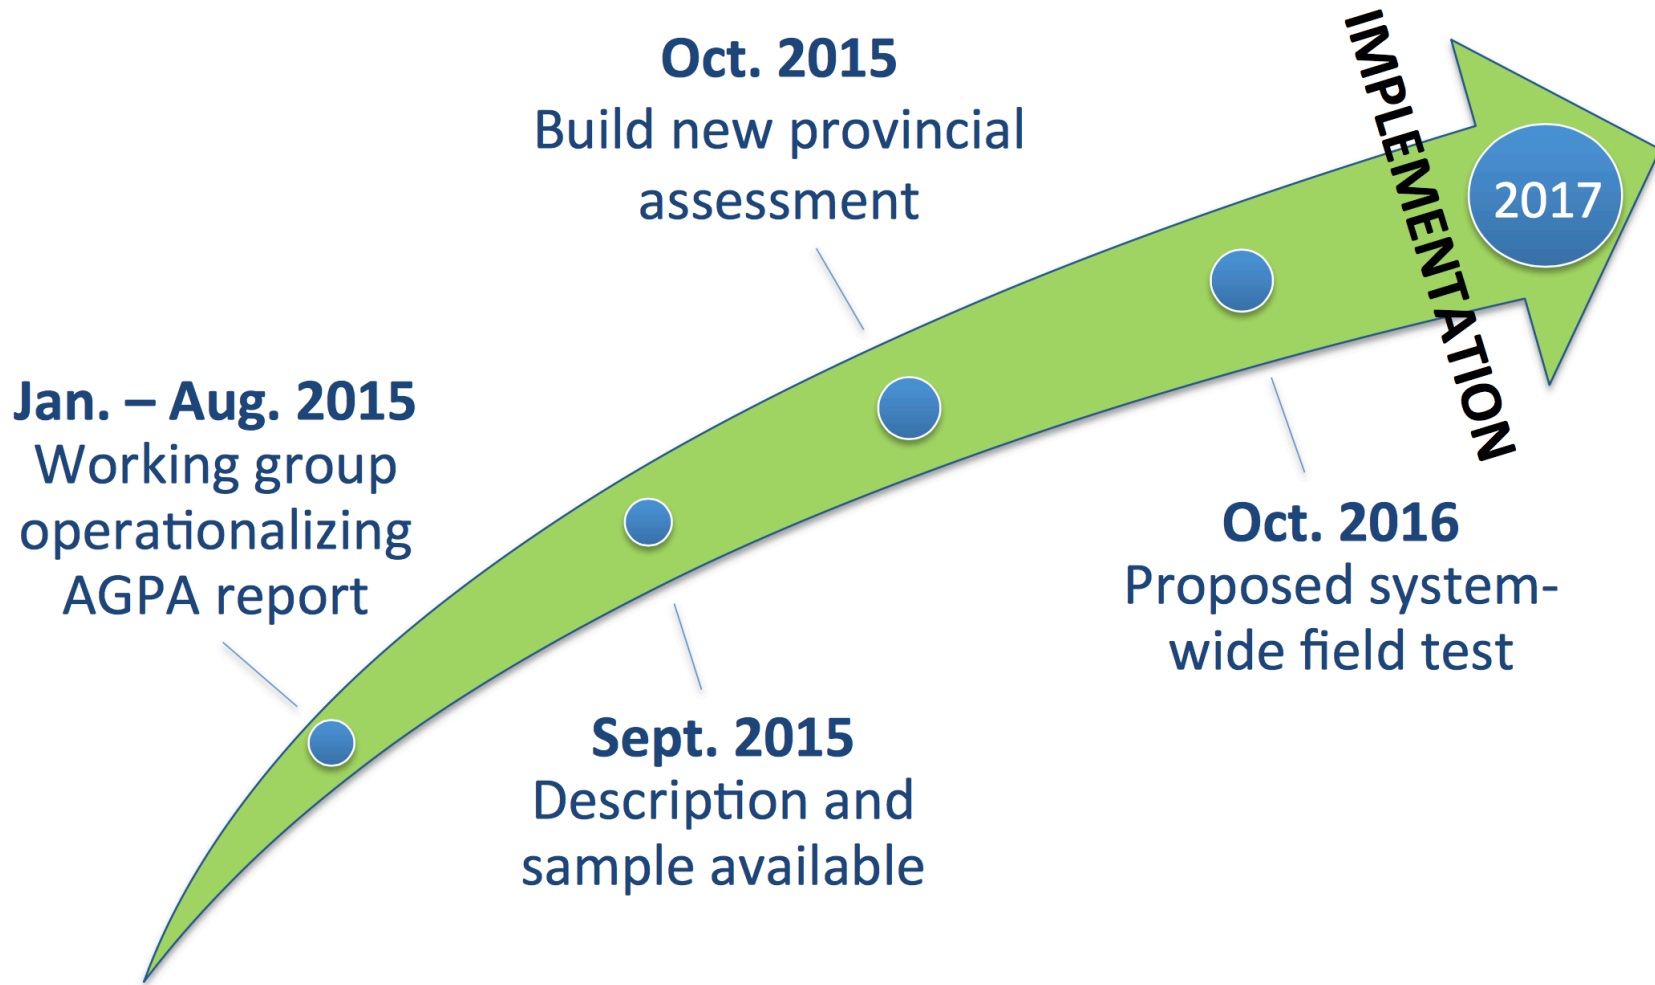 Jan. – Aug. 2015
Working group
operationalizing
AGPA report
Sept. 2015
Description and
sample available
Oct. 2015
Build new provincial
assessment
Oct. 2016
Proposed system-
wide field test
IMPLEMENTATION
2017